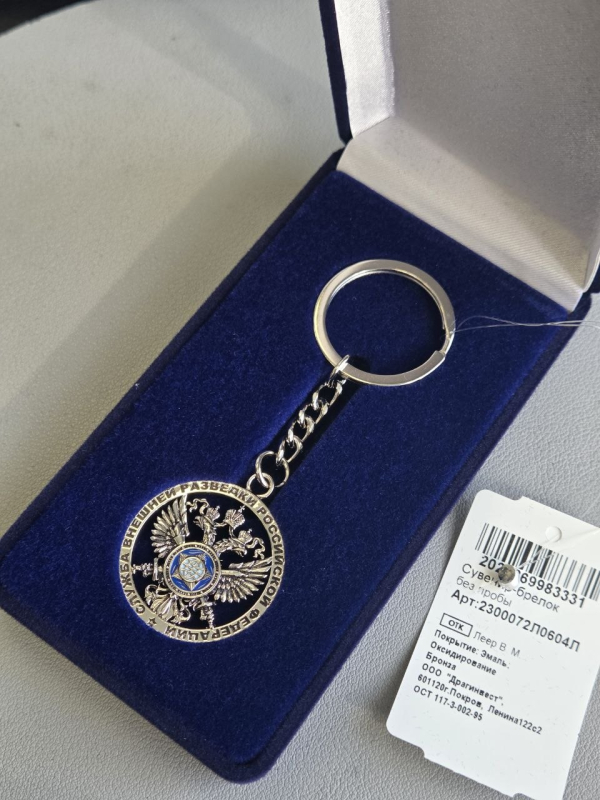 СЛУЖБА ВНЕШНЕЙ РАЗВЕДКИ РОССИЙСКОЙ ФЕДЕРАЦИИ
69983331
брелок
без пробы
Арт:2300072Л0604Л
ОТК Леер В. М.
Покрытие: Эмаль,
Оксидирование
Бронза
ООО "Драгинвест",
601120г.Покров, Ленина122с2
ОСТ 117-3-002-95